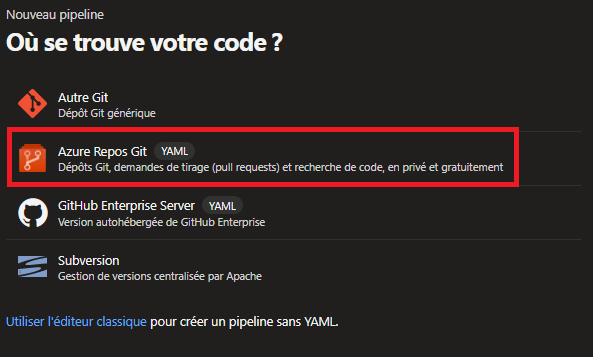 Nouveau pipeline
Où se trouve votre code ?
Autre Git
Dépôt Git générique
Azure Repos Git YAML
Dépôts Git, demandes de tirage (pull requests) et recherche de code, en privé et gratuitement
GitHub Enterprise Server YAML
Version autohébergée de GitHub Enterprise
Subversion
Gestion de versions centralisée par Apache
Utiliser l'éditeur classique pour créer un pipeline sans YAML.